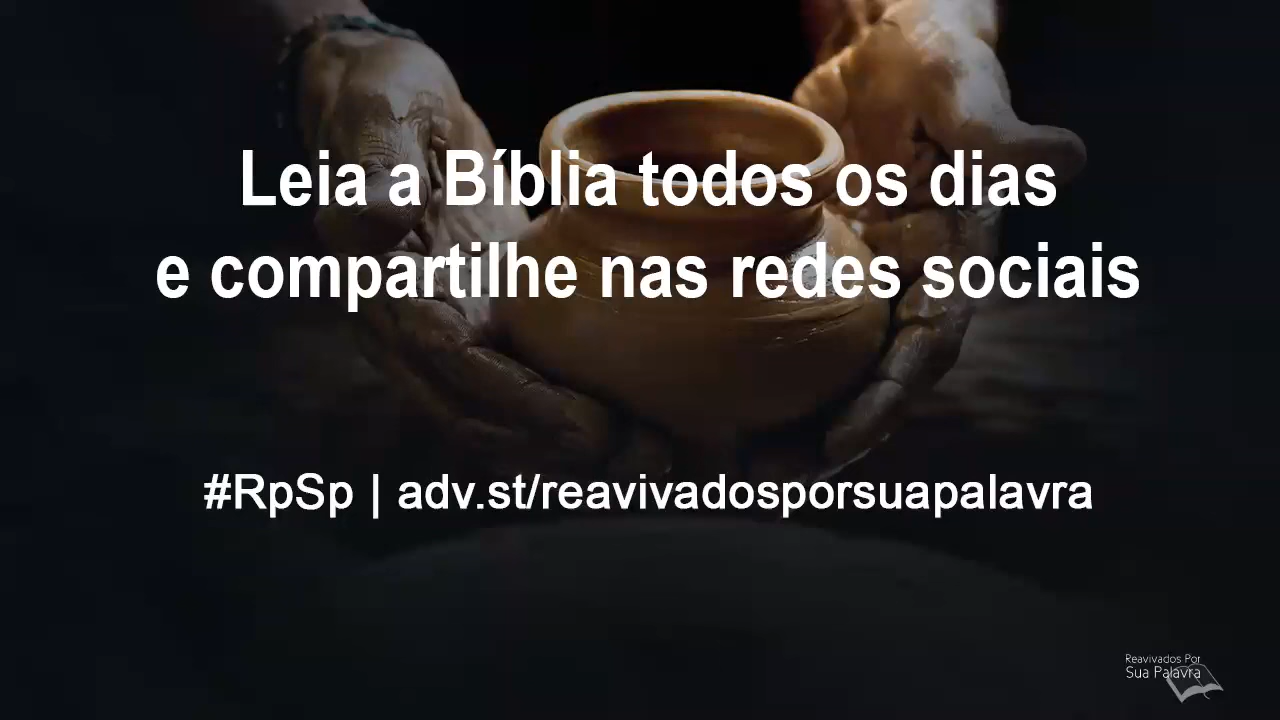 Leia a Bíblia todos os dias
e compartilhe nas redes sociais
#RpSp | adv.st/reavivadosporsuapalavra
Reavivados Por
Sua Palavra